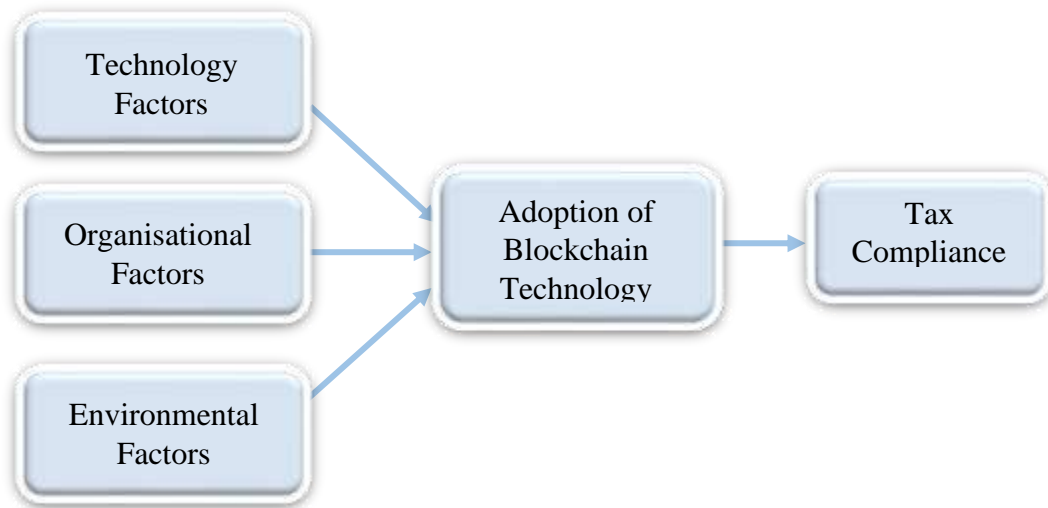 Technology
Factors
Organisational
Factors
Environmental
Factors
Adoption of
Blockchain
Technology
Tax
Compliance